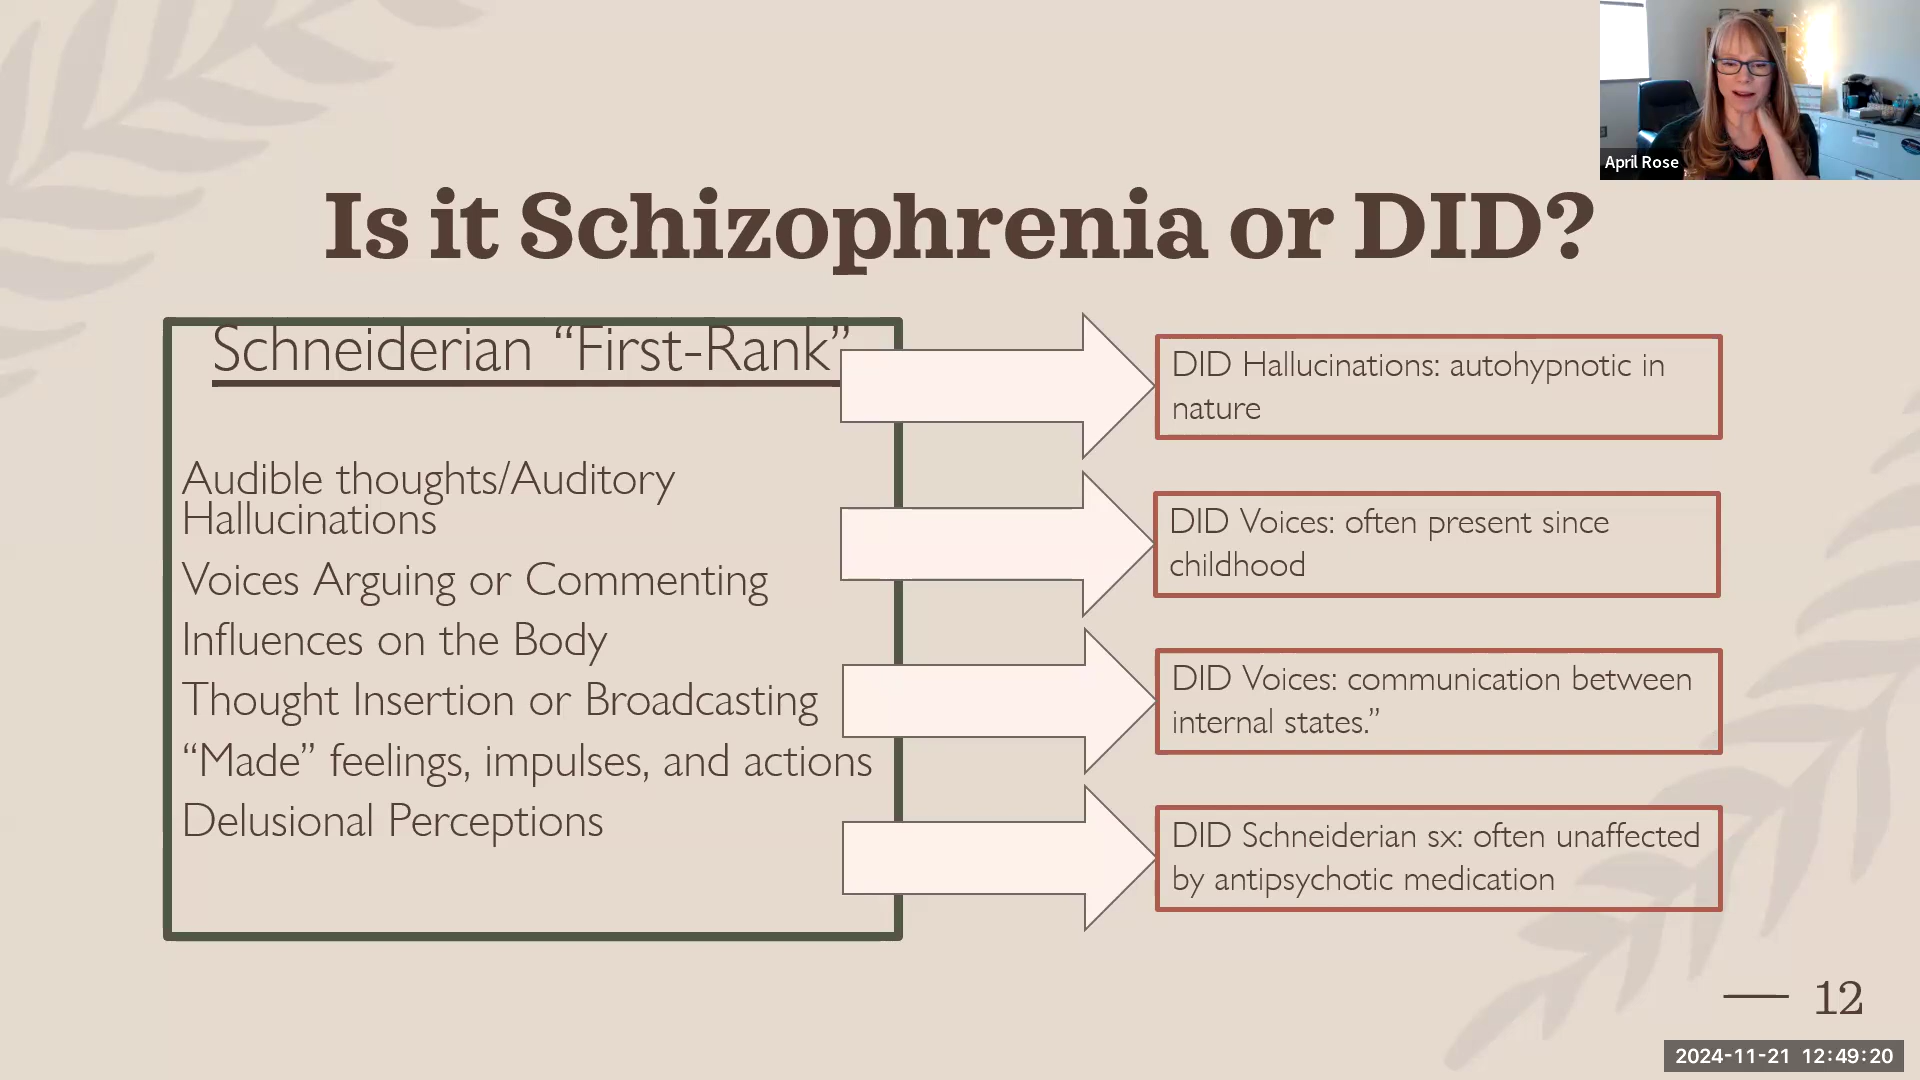 April Rose
Is it Schizophrenia or DID?
Schneiderian “First-Rank”
Audible thoughts/Auditory
Hallucinations
Voices Arguing or Commenting
Influences on the Body
Thought Insertion or Broadcasting
“Made” feelings, impulses, and actions
Delusional Perceptions
DID Hallucinations: autohypnotic in
nature
DID Voices: often present since
childhood
DID Voices: communication between
internal states.”
DID Schneiderian sx: often unaffected
by antipsychotic medication
12
2024-11-21 12:49:20